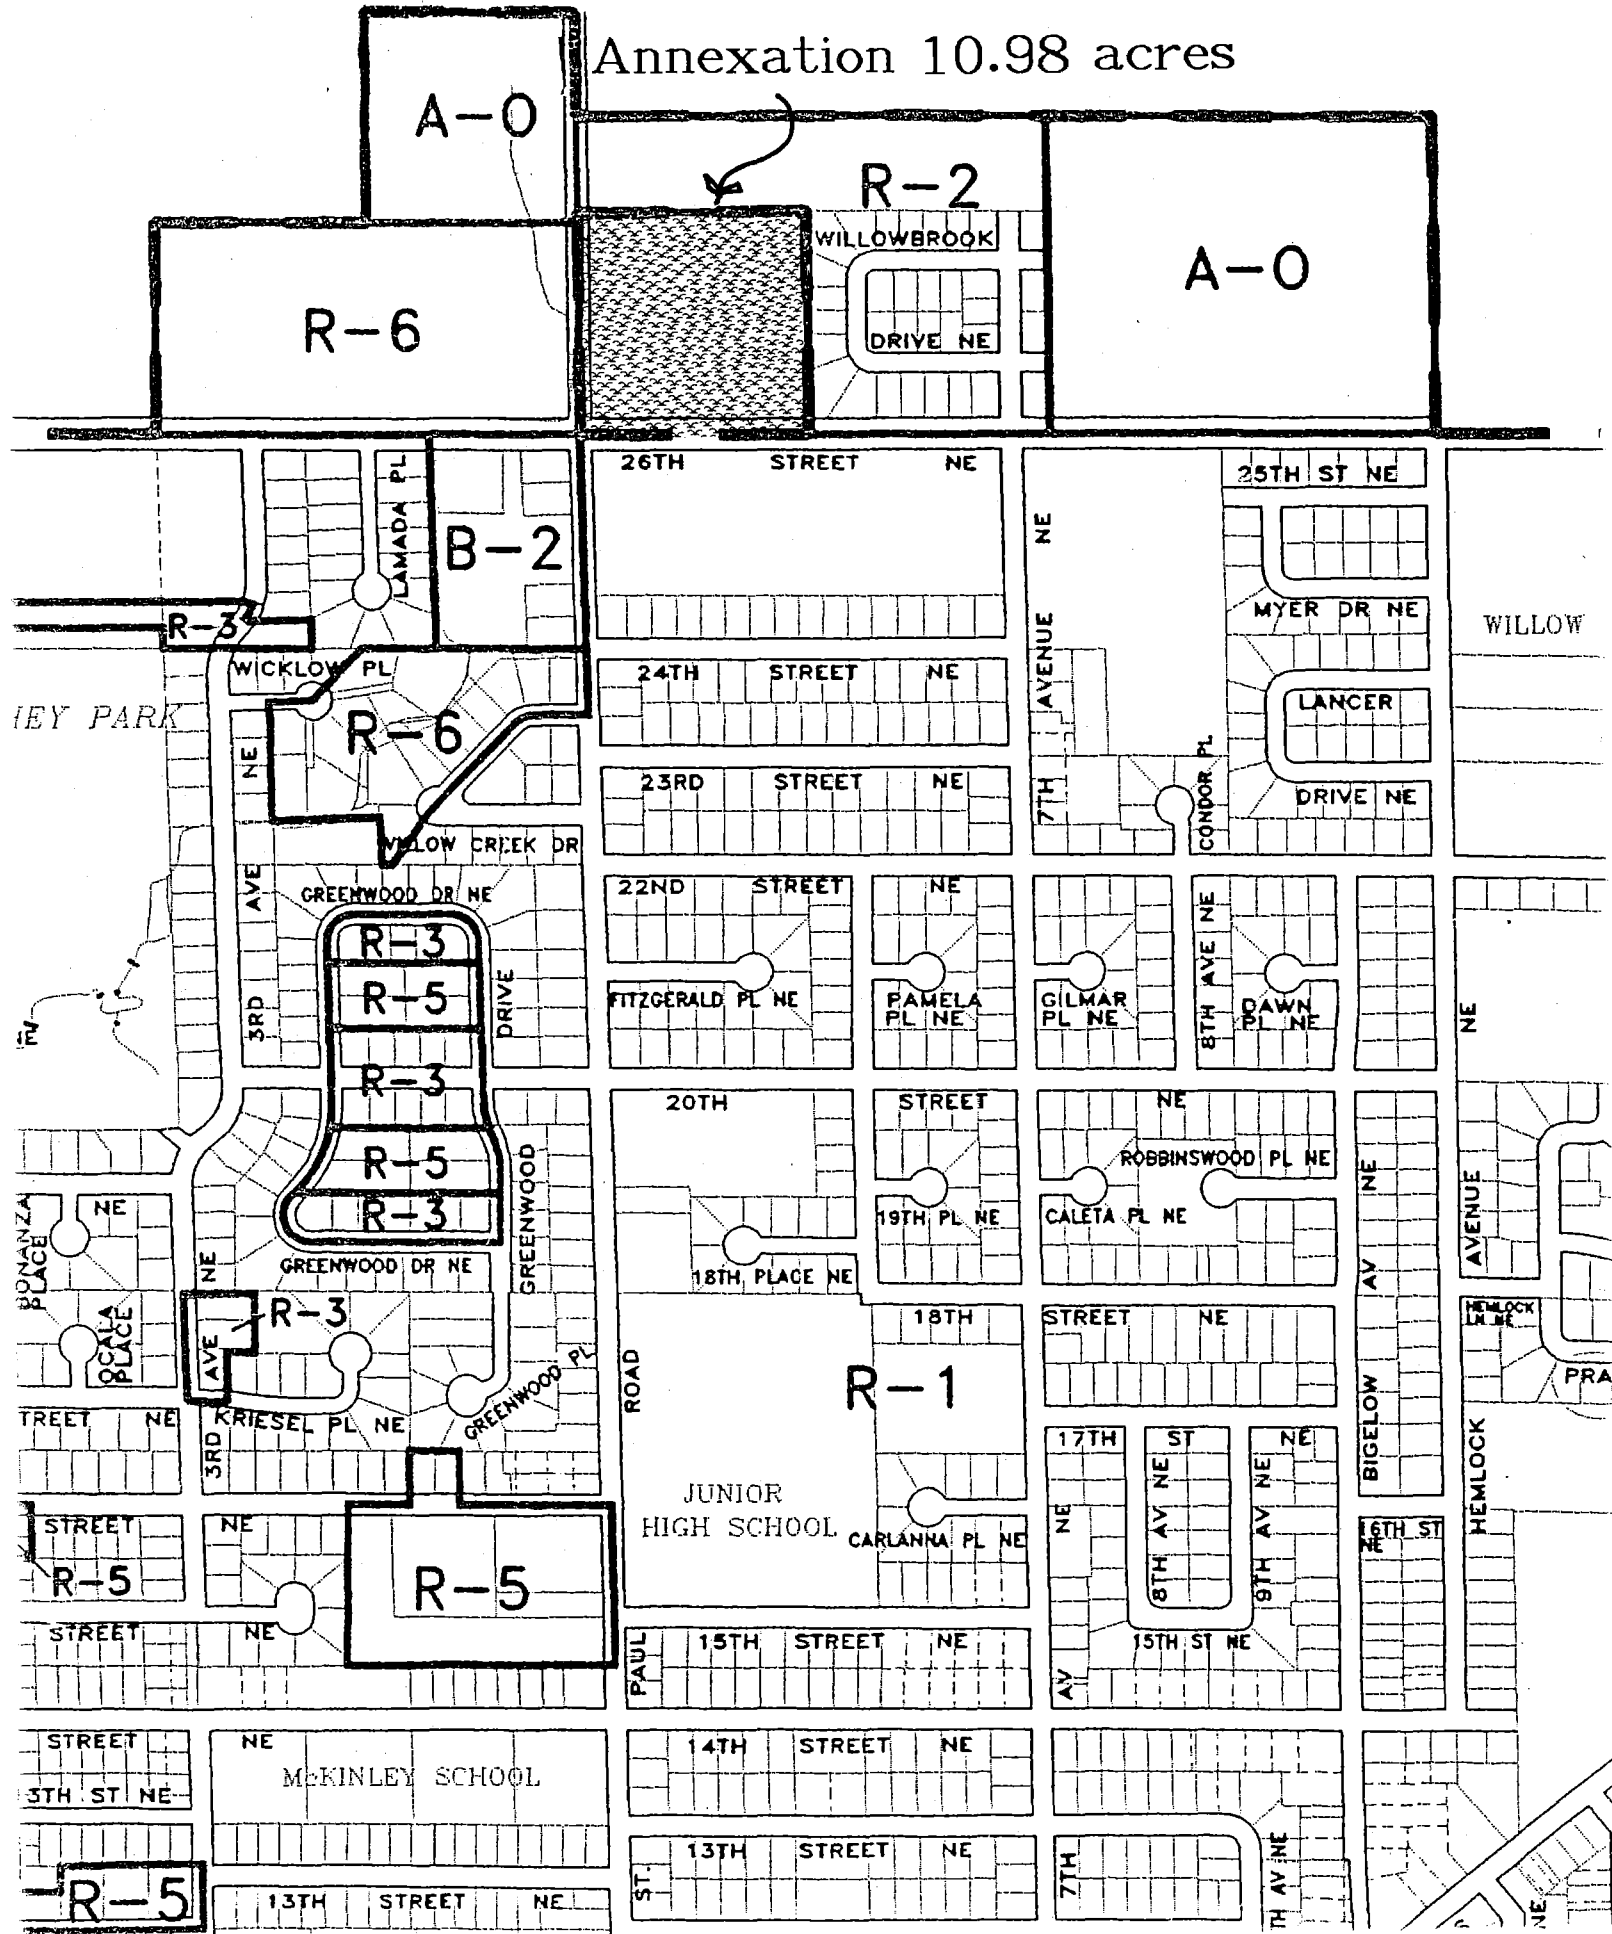 Annexation 10.98 acres
A-O
R-2
WILLOWBROOK
A-O
R-6
DRIVE NE
26TH STREET NE
25TH ST NE
LAMADA PL
B-2
NE
MYER DR NE
R-3
WILLOW
WICKLOW PL
24TH STREET NE
AVENUE
LANCER
HEY PARK
R-6
NE
23RD STREET NE
7TH
CONDOR PL
DRIVE NE
WILLOW CREEK DR
AVE
GREENWOOD DR NE
22ND STREET NE
8TH AVE NE
R-3
R-5
3RD
DRIVE
FITZGERALD PL NE
PAMELA
PL NE
GILMAR
PL NE
DAWN
PL NE
NE
R-3
20TH STREET NE
R-5
GREENWOOD
ROBBINSWOOD PL NE
NE
AV
AVENUE
NE
R-3
19TH PL NE
CALETA PL NE
BONANZA
PLACE
NE
GREENWOOD DR NE
18TH PLACE NE
R-3
18TH STREET NE
HEMLOCK
LN NE
OCALA
PLACE
AVE
GREENWOOD PL
ROAD
R-1
BIGELOW
PRA
TREET NE
3RD
KRIESEL PL NE
17TH ST NE
HEMLOCK
JUNIOR
HIGH SCHOOL
CARLANNA PL NE
NE
8TH AV NE
9TH AV NE
16TH ST
NE
STREET NE
R-5
R-5
STREET NE
PAUL
15TH STREET NE
15TH ST NE
AV
STREET NE
McKINLEY SCHOOL
14TH STREET NE
3TH ST NE
ST.
13TH STREET NE
7TH
TH AV NE
R-5
13TH STREET NE
NE